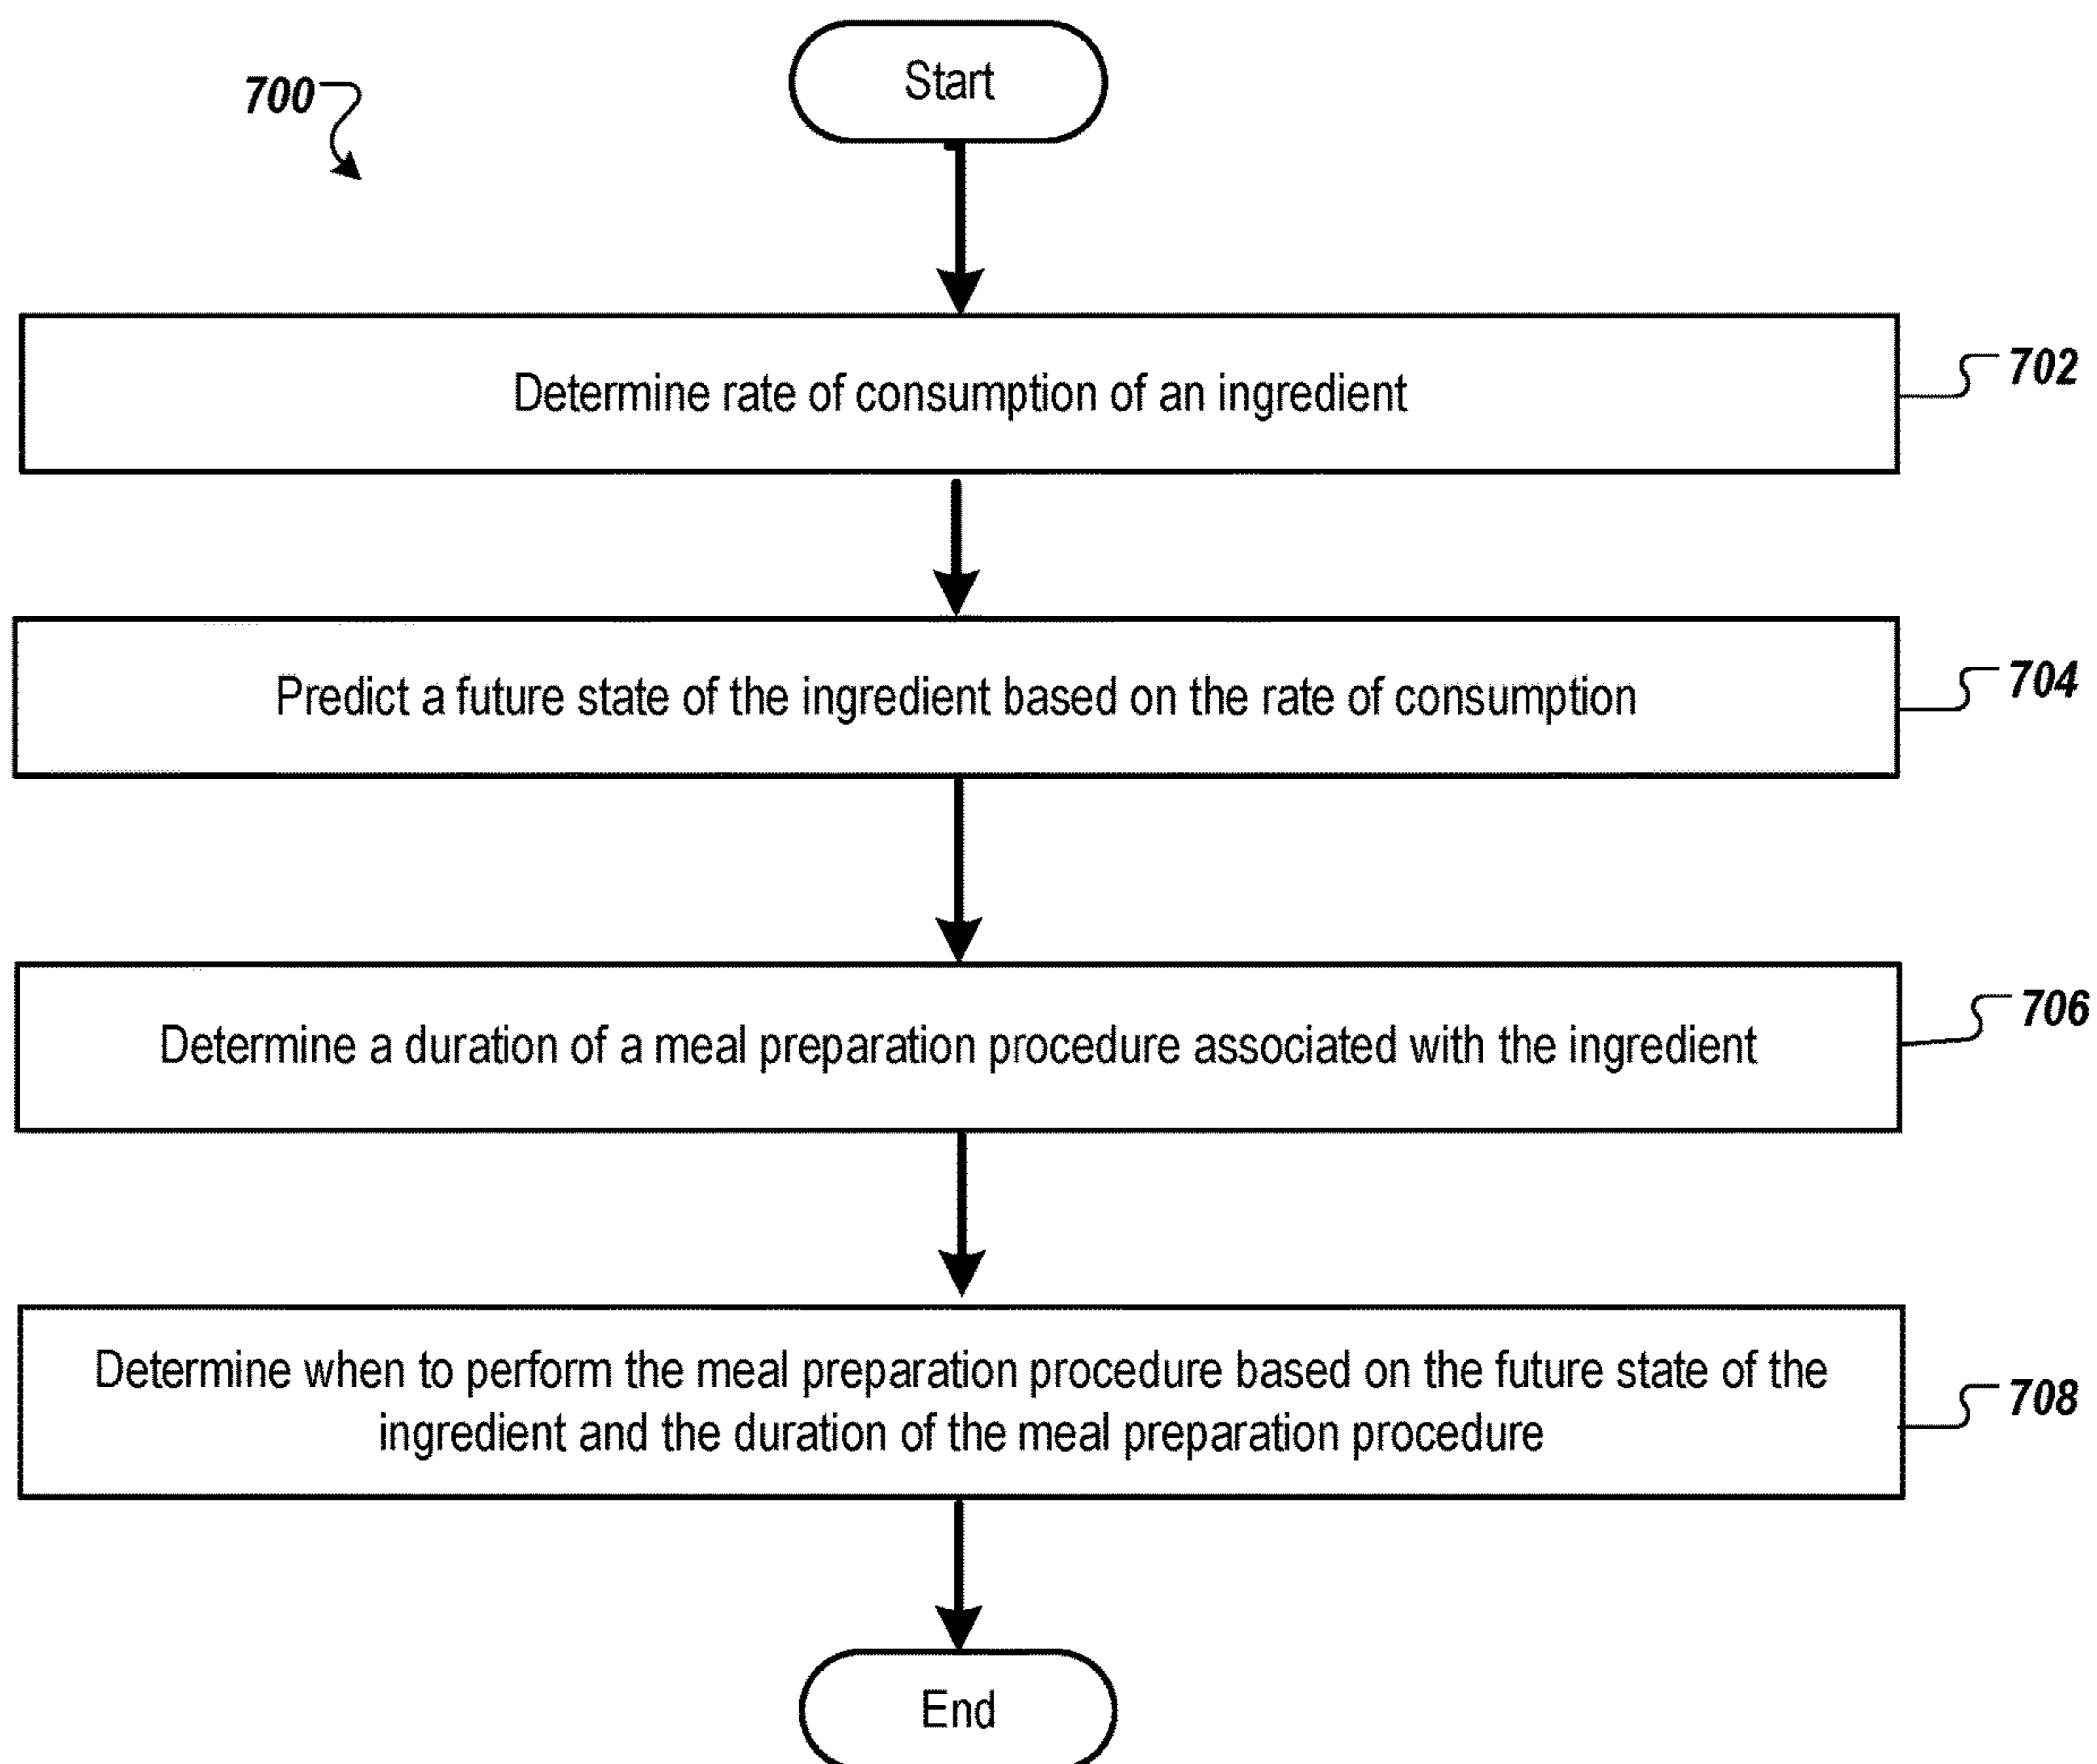 700
Start
Determine rate of consumption of an ingredient
702
Predict a future state of the ingredient based on the rate of consumption
704
Determine a duration of a meal preparation procedure associated with the ingredient
706
Determine when to perform the meal preparation procedure based on the future state of the
ingredient and the duration of the meal preparation procedure
708
End